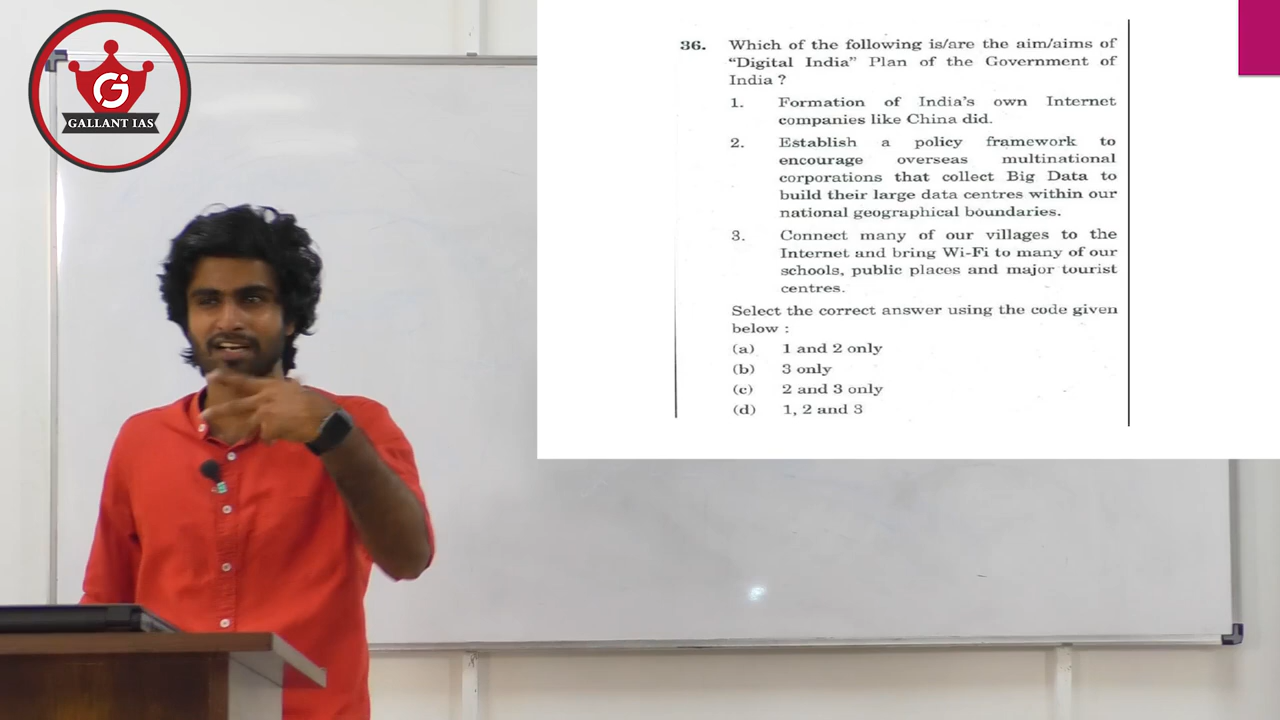 GALLANT IAS
36. Which of the following is/are the aim/aims of
“Digital India” Plan of the Government of
India ?
1. Formation of India's own Internet
companies like China did.
2. Establish a policy framework to
encourage overseas multinational
corporations that collect Big Data to
build their large data centres within our
national geographical boundaries.
3. Connect many of our villages to the
Internet and bring Wi-Fi to many of our
schools, public places and major tourist
centres.
Select the correct answer using the code given
below :
(a) 1 and 2 only
(b) 3 only
(c) 2 and 3 only
(d) 1, 2 and 3